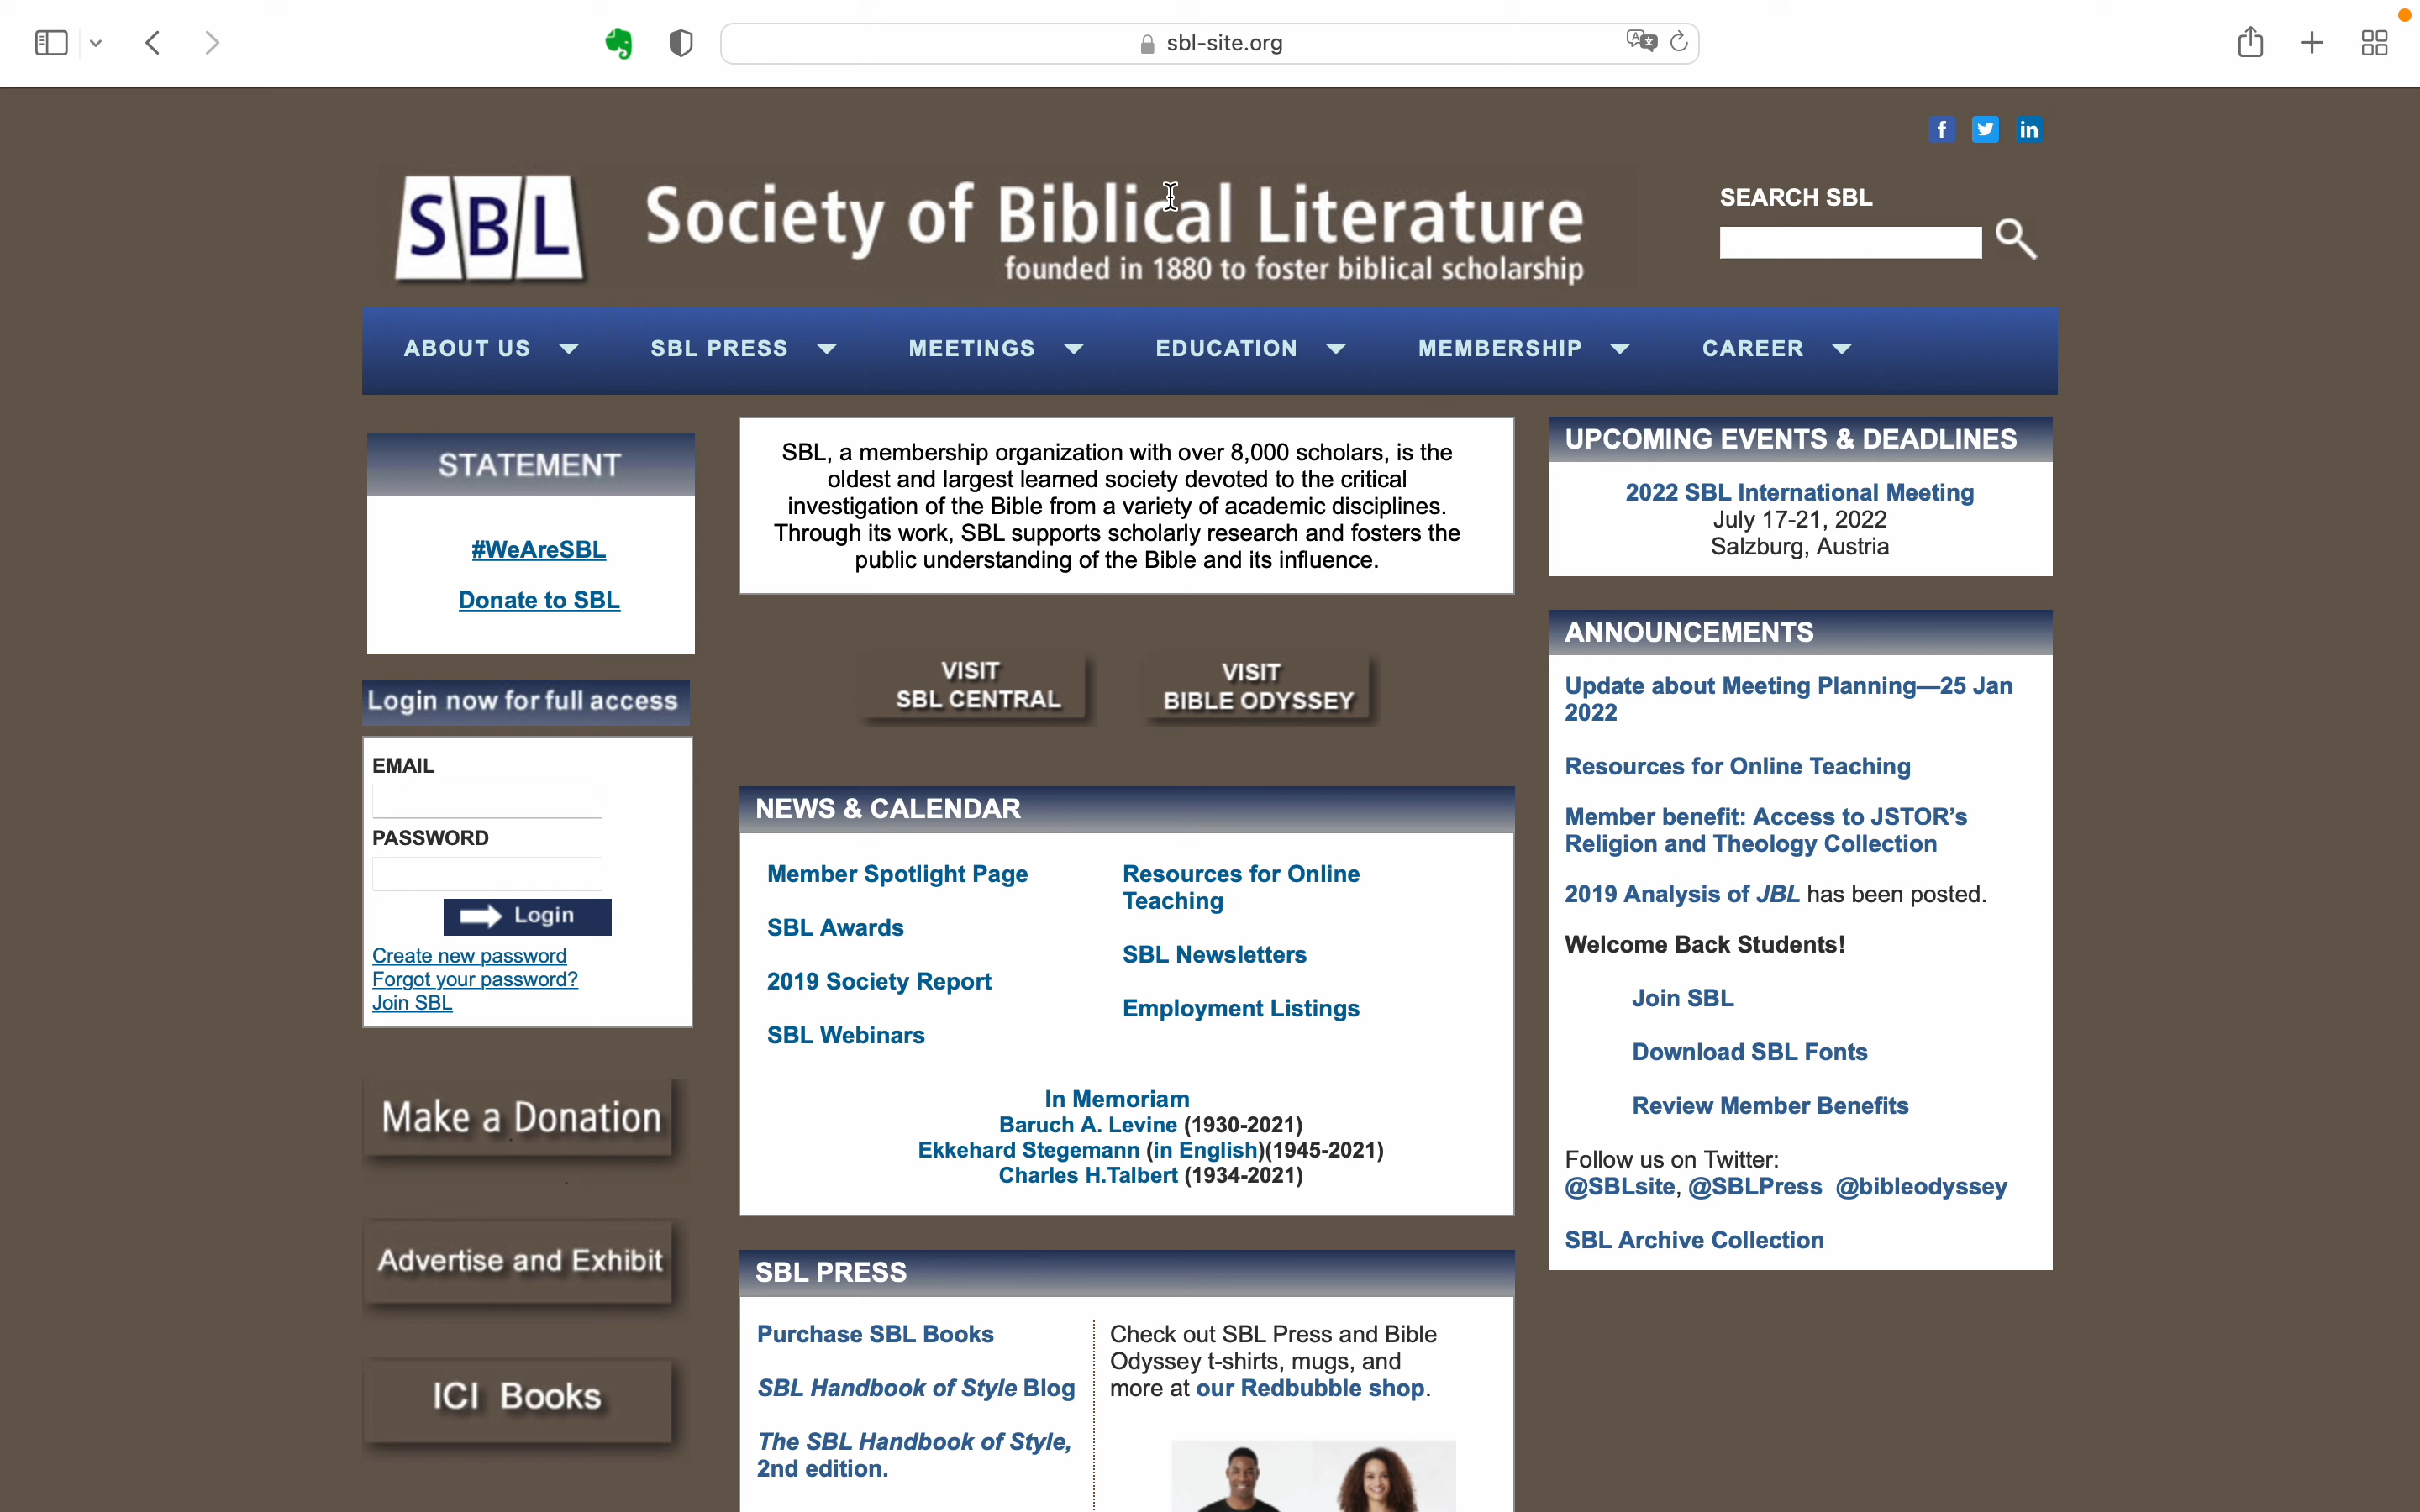 sbl-site.org
SBL
Society of Biblical Literature
founded in 1880 to foster biblical scholarship
SEARCH SBL
ABOUT US
SBL PRESS
MEETINGS
EDUCATION
MEMBERSHIP
CAREER
STATEMENT
#WeAreSBL
Donate to SBL
Login now for full access
EMAIL
PASSWORD
Login
Create new password
Forgot your password?
Join SBL
Make a Donation
Advertise and Exhibit
ICI Books
SBL, a membership organization with over 8,000 scholars, is the
oldest and largest learned society devoted to the critical
investigation of the Bible from a variety of academic disciplines.
Through its work, SBL supports scholarly research and fosters the
public understanding of the Bible and its influence.
VISIT
SBL CENTRAL
VISIT
BIBLE ODYSSEY
NEWS & CALENDAR
Member Spotlight Page
SBL Awards
2019 Society Report
SBL Webinars
Resources for Online
Teaching
SBL Newsletters
Employment Listings
In Memoriam
Baruch A. Levine (1930-2021)
Ekkehard Stegemann (in English)(1945-2021)
Charles H.Talbert (1934-2021)
SBL PRESS
Purchase SBL Books
SBL Handbook of Style Blog
The SBL Handbook of Style,
2nd edition.
Check out SBL Press and Bible
Odyssey t-shirts, mugs, and
more at our Redbubble shop.
UPCOMING EVENTS & DEADLINES
2022 SBL International Meeting
July 17-21, 2022
Salzburg, Austria
ANNOUNCEMENTS
Update about Meeting Planning—25 Jan
2022
Resources for Online Teaching
Member benefit: Access to JSTOR’s
Religion and Theology Collection
2019 Analysis of JBL has been posted.
Welcome Back Students!
Join SBL
Download SBL Fonts
Review Member Benefits
Follow us on Twitter:
@SBLsite, @SBLPress @bibleodyssey
SBL Archive Collection